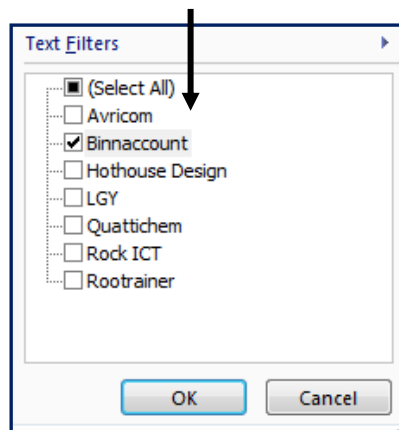 Text Filters
(Select All)
Avricom
Binnaccount
Hothouse Design
LGY
Quattichem
Rock ICT
Rootrainer
OK Cancel